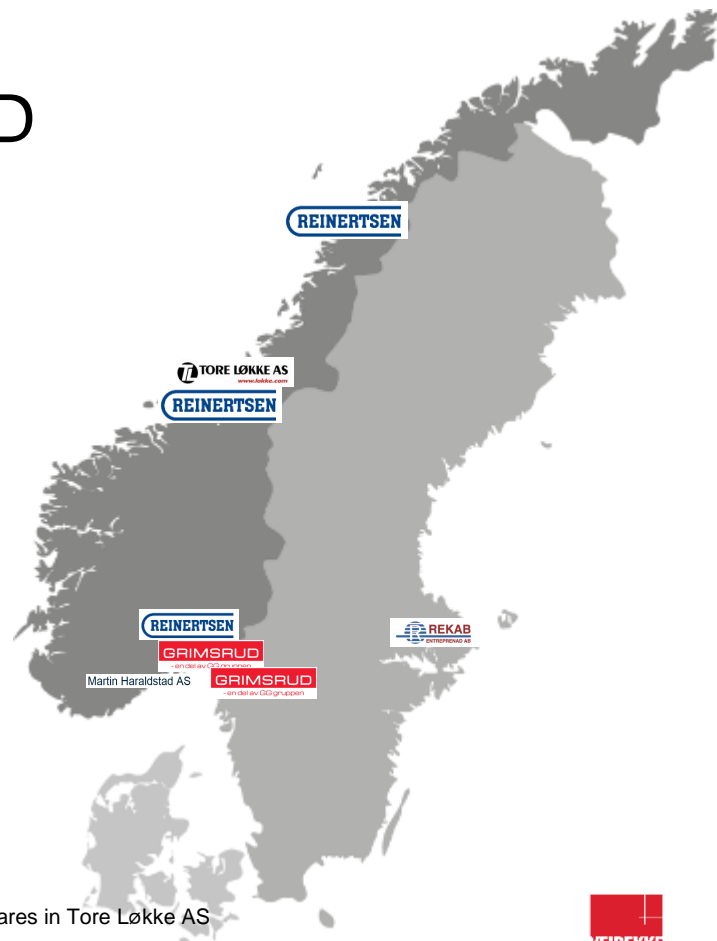 D
REINERTSEN
TL TORE LØKKE AS
www.lokke.com
REINERTSEN
REINERTSEN
R REKAB
ENTREPRENAD AB
GRIMSRUD
- en del av GG gruppen
Martin Haraldstad AS
GRIMSRUD
- en del av GG gruppen
ares in Tore Løkke AS